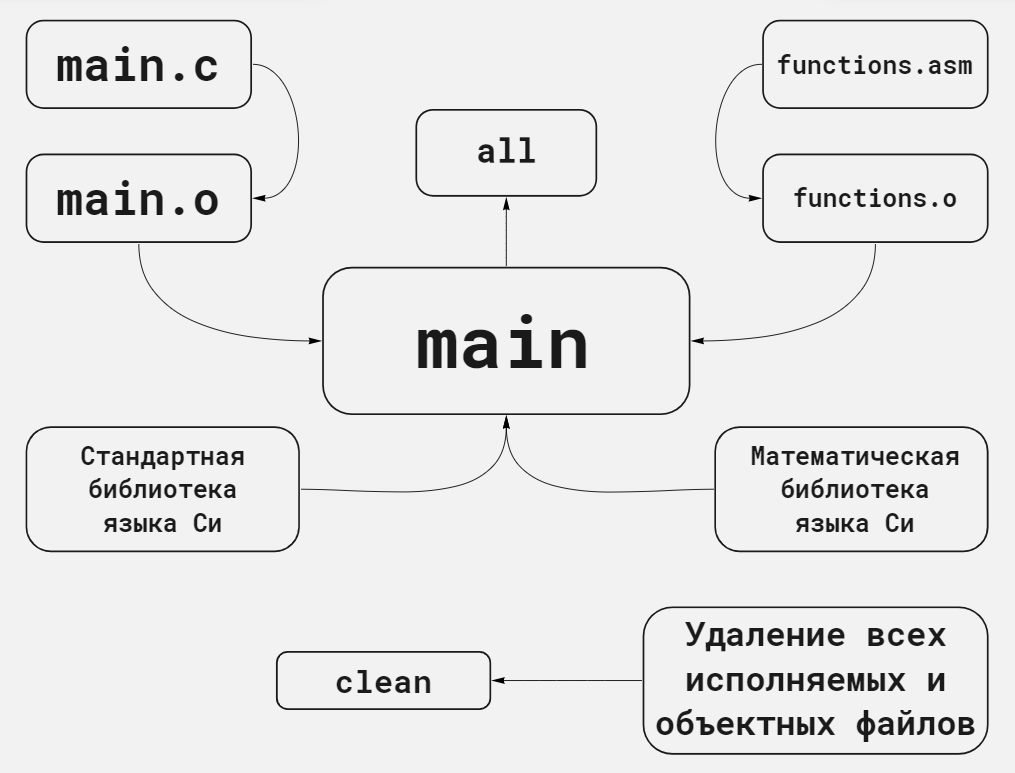 main.c
functions.asm
all
main.o
functions.o
main
Стандартная
библиотека
языка Си
Математическая
библиотека
языка Си
Удаление всех
исполняемых и
объектных файлов
clean